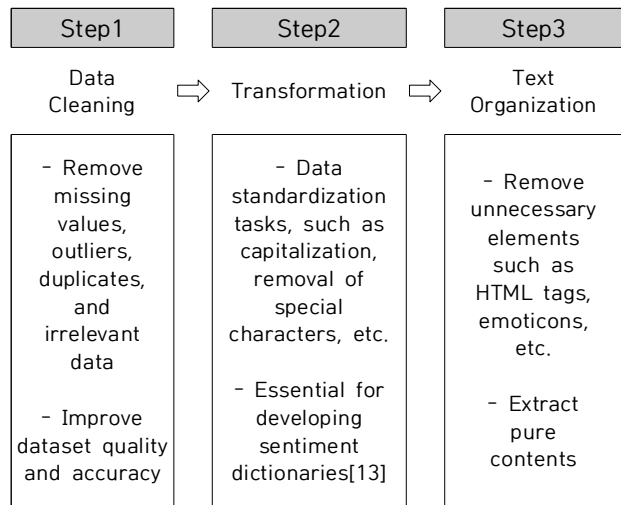 Step1
Data
Cleaning
- Remove
missing
values,
outliers,
duplicates,
and
irrelevant
data
- Improve
dataset quality
and accuracy
Step2
Transformation
- Data
standardization
tasks, such as
capitalization,
removal of
special
characters, etc.
- Essential for
developing
sentiment
dictionaries[13]
Step3
Text
Organization
- Remove
unnecessary
elements
such as
HTML tags,
emoticons,
etc.
- Extract
pure
contents